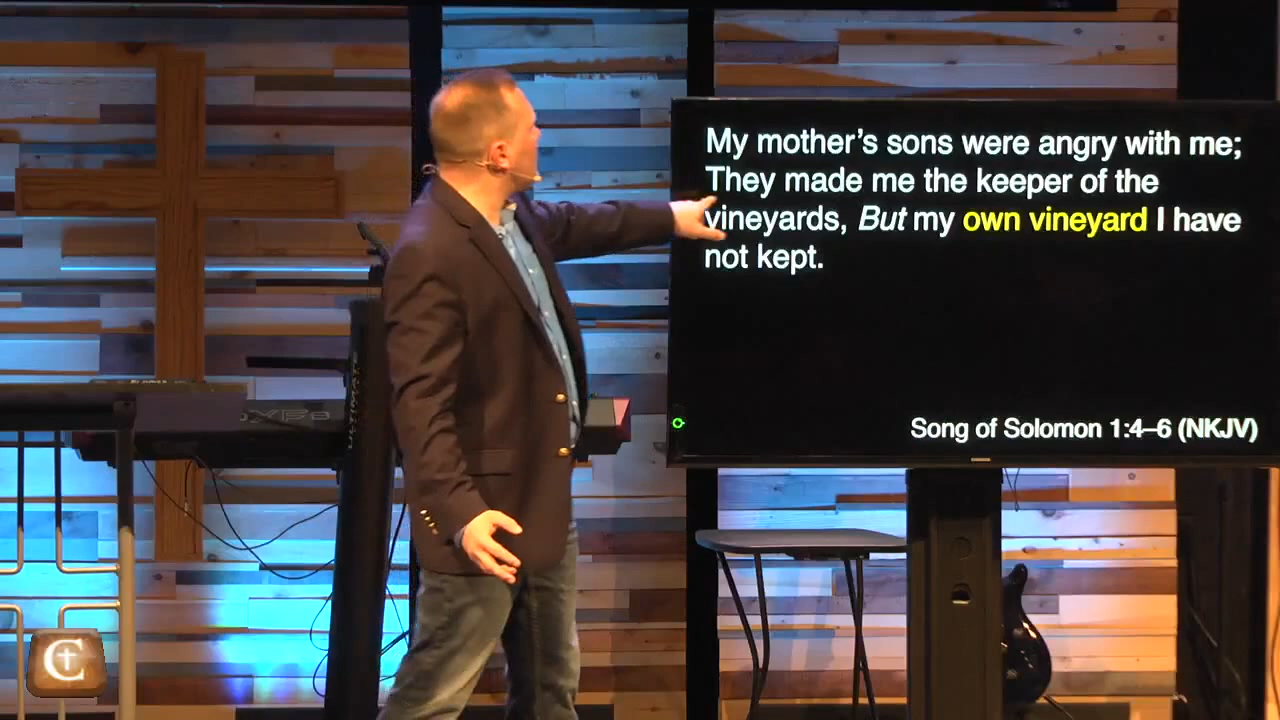 My mother’s sons were angry with me;
They made me the keeper of the
vineyards, But my own vineyard I have
not kept.
Song of Solomon 1:4–6 (NKJV)
C